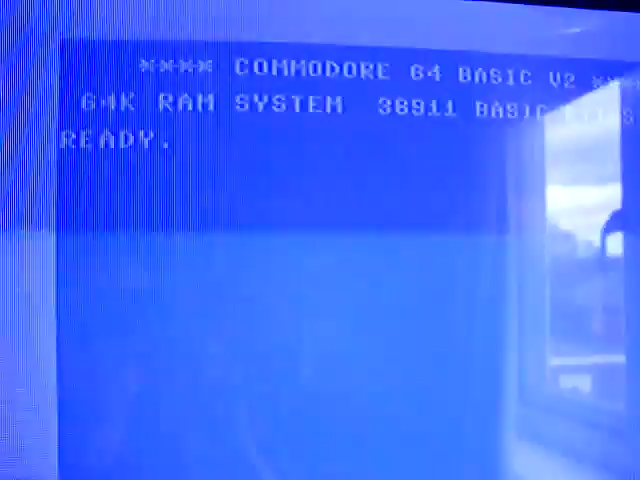 **** COMMODORE 64 BASIC V2
64K RAM SYSTEM 38911 BASIC
READY.